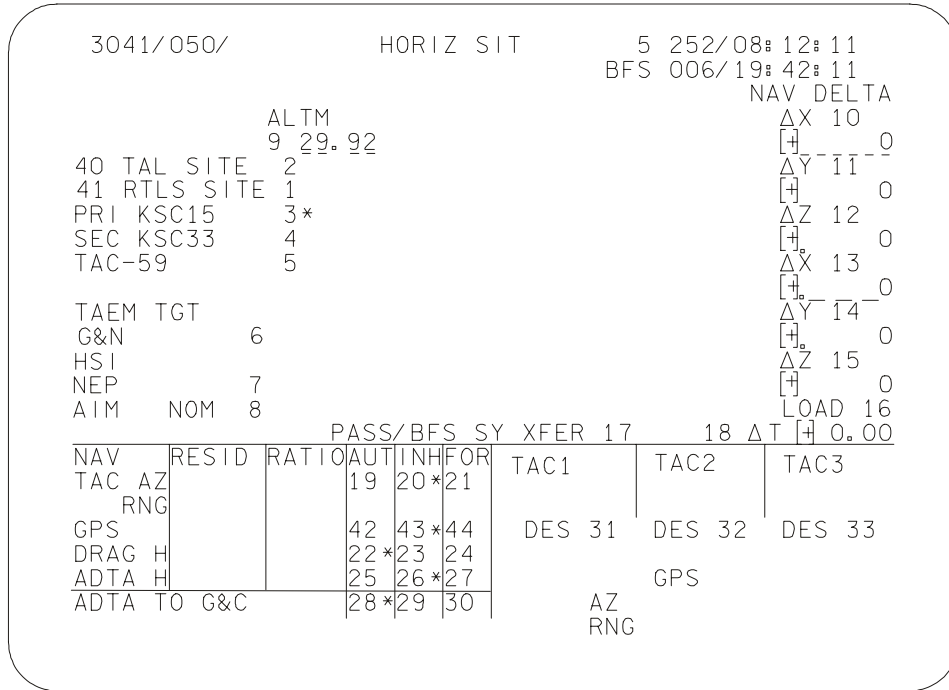 3041/050/ HORIZ SIT 5 252/08:12:11
BFS 006/19:42:11
NAV DELTA
ALTM ΔX 10
9 29.92 [+] 0
40 TAL SITE 2 ΔY 11
41 RTLS SITE 1 [+] 0
PRI KSC15 3* ΔZ 12
SEC KSC33 4 [+] 0
TAC-59 5 ΔẊ 13
[+] 0
TAEM TGT ΔẎ 14
G&N 6 [+] 0
HSI ΔŻ 15
NEP 7 [+] 0
AIM NOM 8 LOAD 16
PASS/BFS SY XFER 17 18 ΔT [+] 0.00
NAV RESID RATIO AUT INH FOR TAC1 TAC2 TAC3
TAC AZ 19 20* 21
RNG
GPS 42 43* 44 DES 31 DES 32 DES 33
DRAG H 22* 23 24
ADTA H 25 26* 27 GPS
ADTA TO G&C 28* 29 30 AZ
RNG